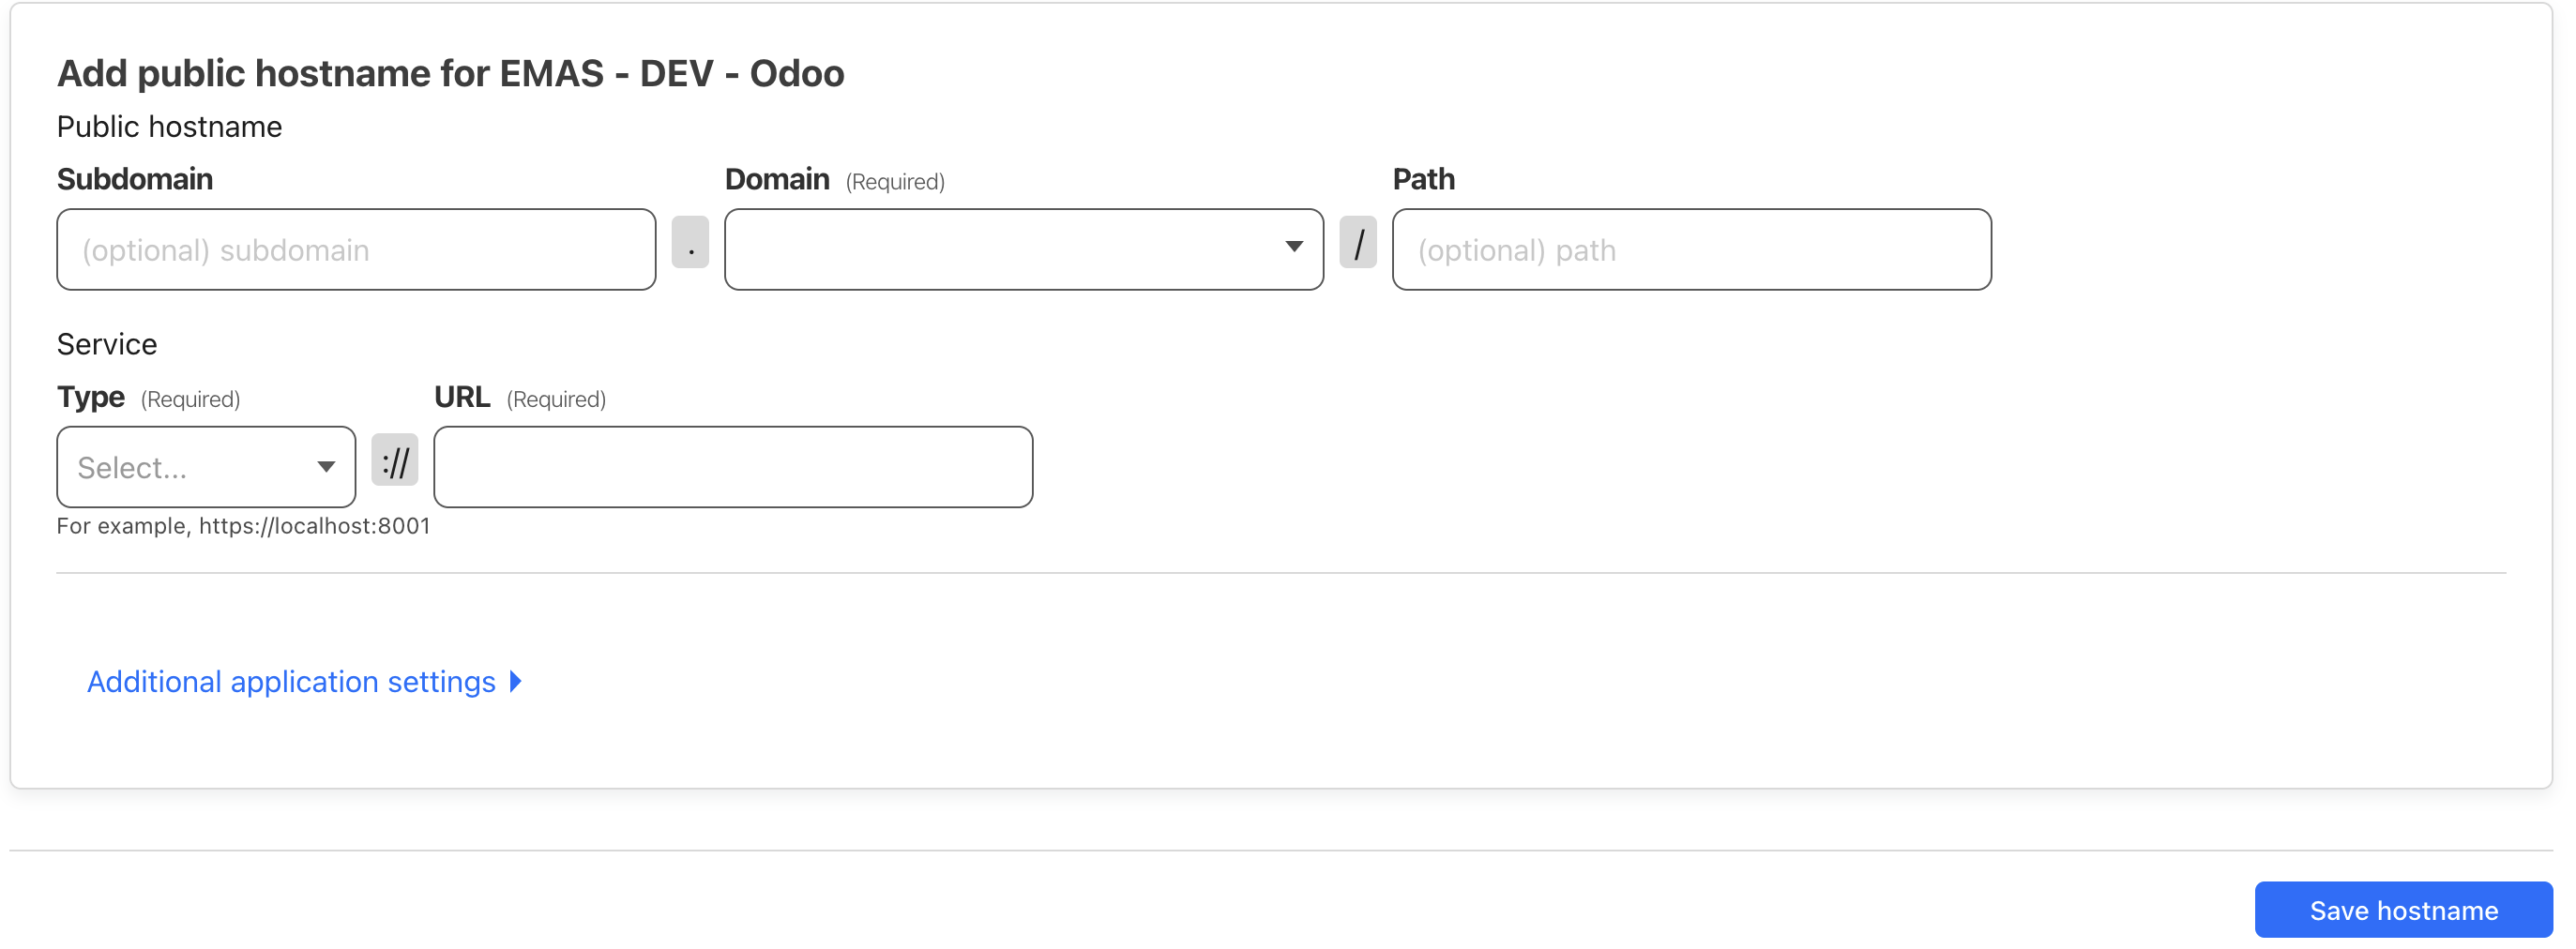 Add public hostname for EMAS - DEV - Odoo
Public hostname
Subdomain Domain (Required) Path
(optional) subdomain . / (optional) path
Service
Type (Required) URL (Required)
Select... ://
For example, https://localhost:8001
Additional application settings
Save hostname